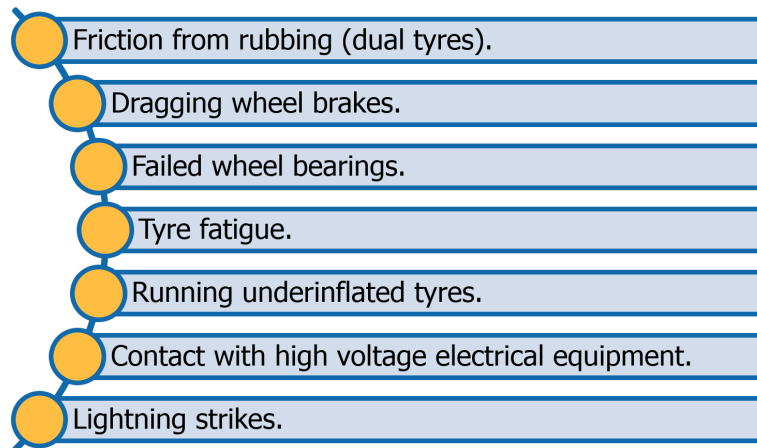 Friction from rubbing (dual tyres).
Dragging wheel brakes.
Failed wheel bearings.
Tyre fatigue.
Running underinflated tyres.
Contact with high voltage electrical equipment.
Lightning strikes.